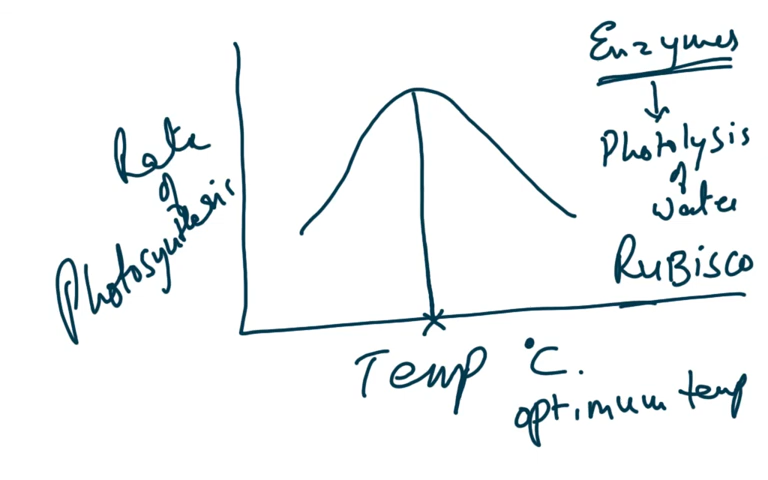 Enzymes
Photolysis
of
water
RuBisco
Rate
of
Photosynthesis
Temp °C.
optimum temp